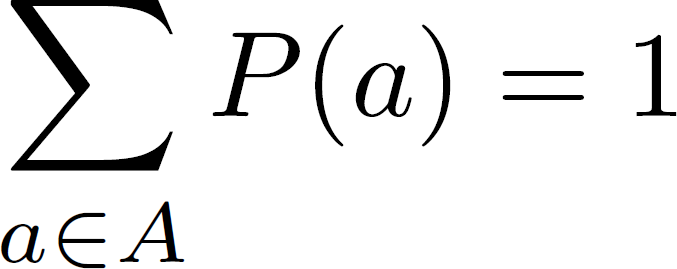 ∑ P(a) = 1
a∈A